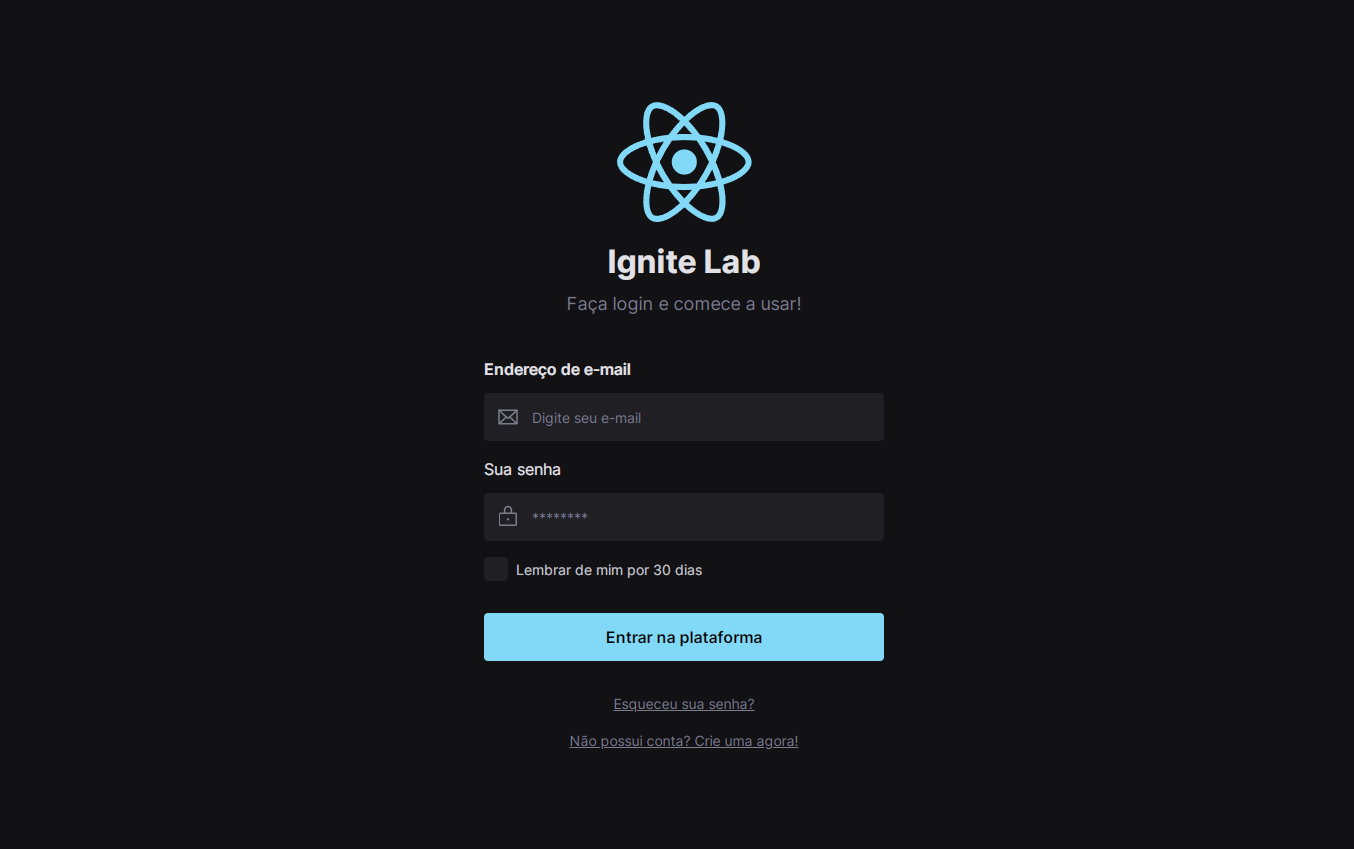 Ignite Lab
Faça login e comece a usar!
Endereço de e-mail
Digite seu e-mail
Sua senha
********
Lembrar de mim por 30 dias
Entrar na plataforma
Esqueceu sua senha?
Não possui conta? Crie uma agora!